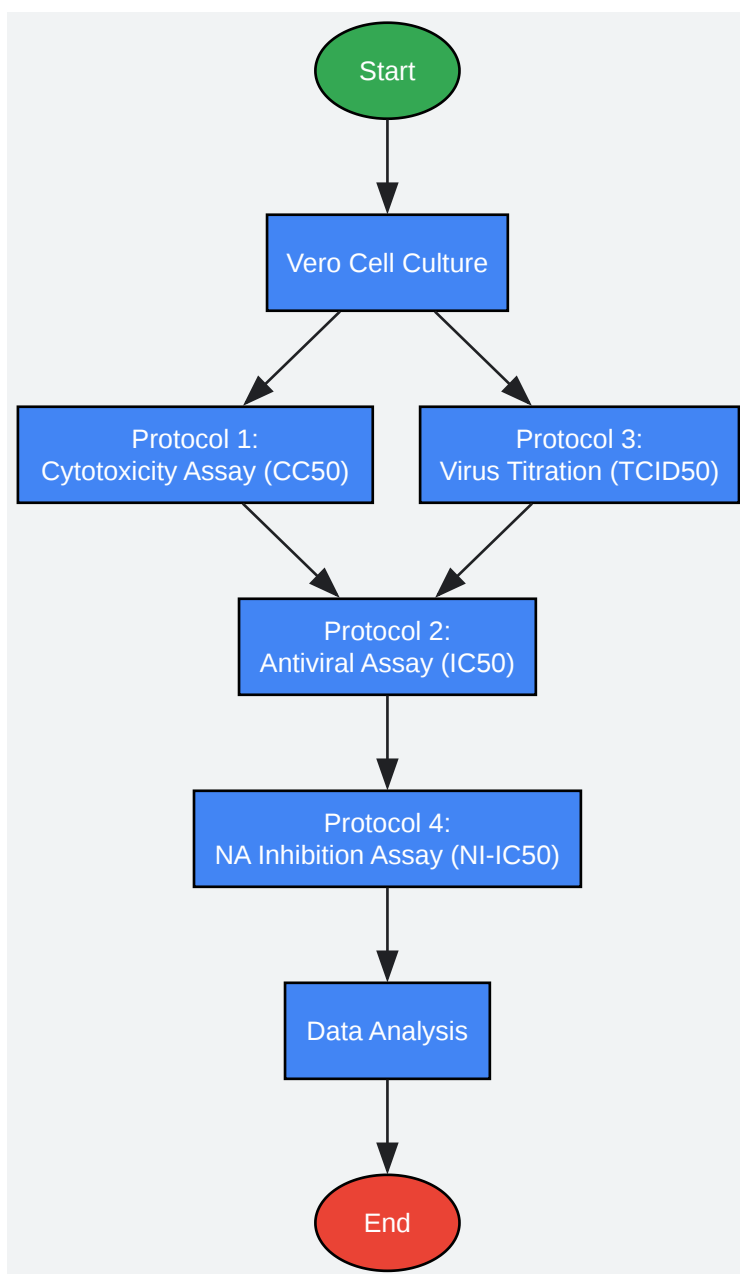 Start
Vero Cell Culture
Protocol 1:
Cytotoxicity Assay (CC50)
Protocol 3:
Virus Titration (TCID50)
Protocol 2:
Antiviral Assay (IC50)
Protocol 4:
NA Inhibition Assay (NI-IC50)
Data Analysis
End